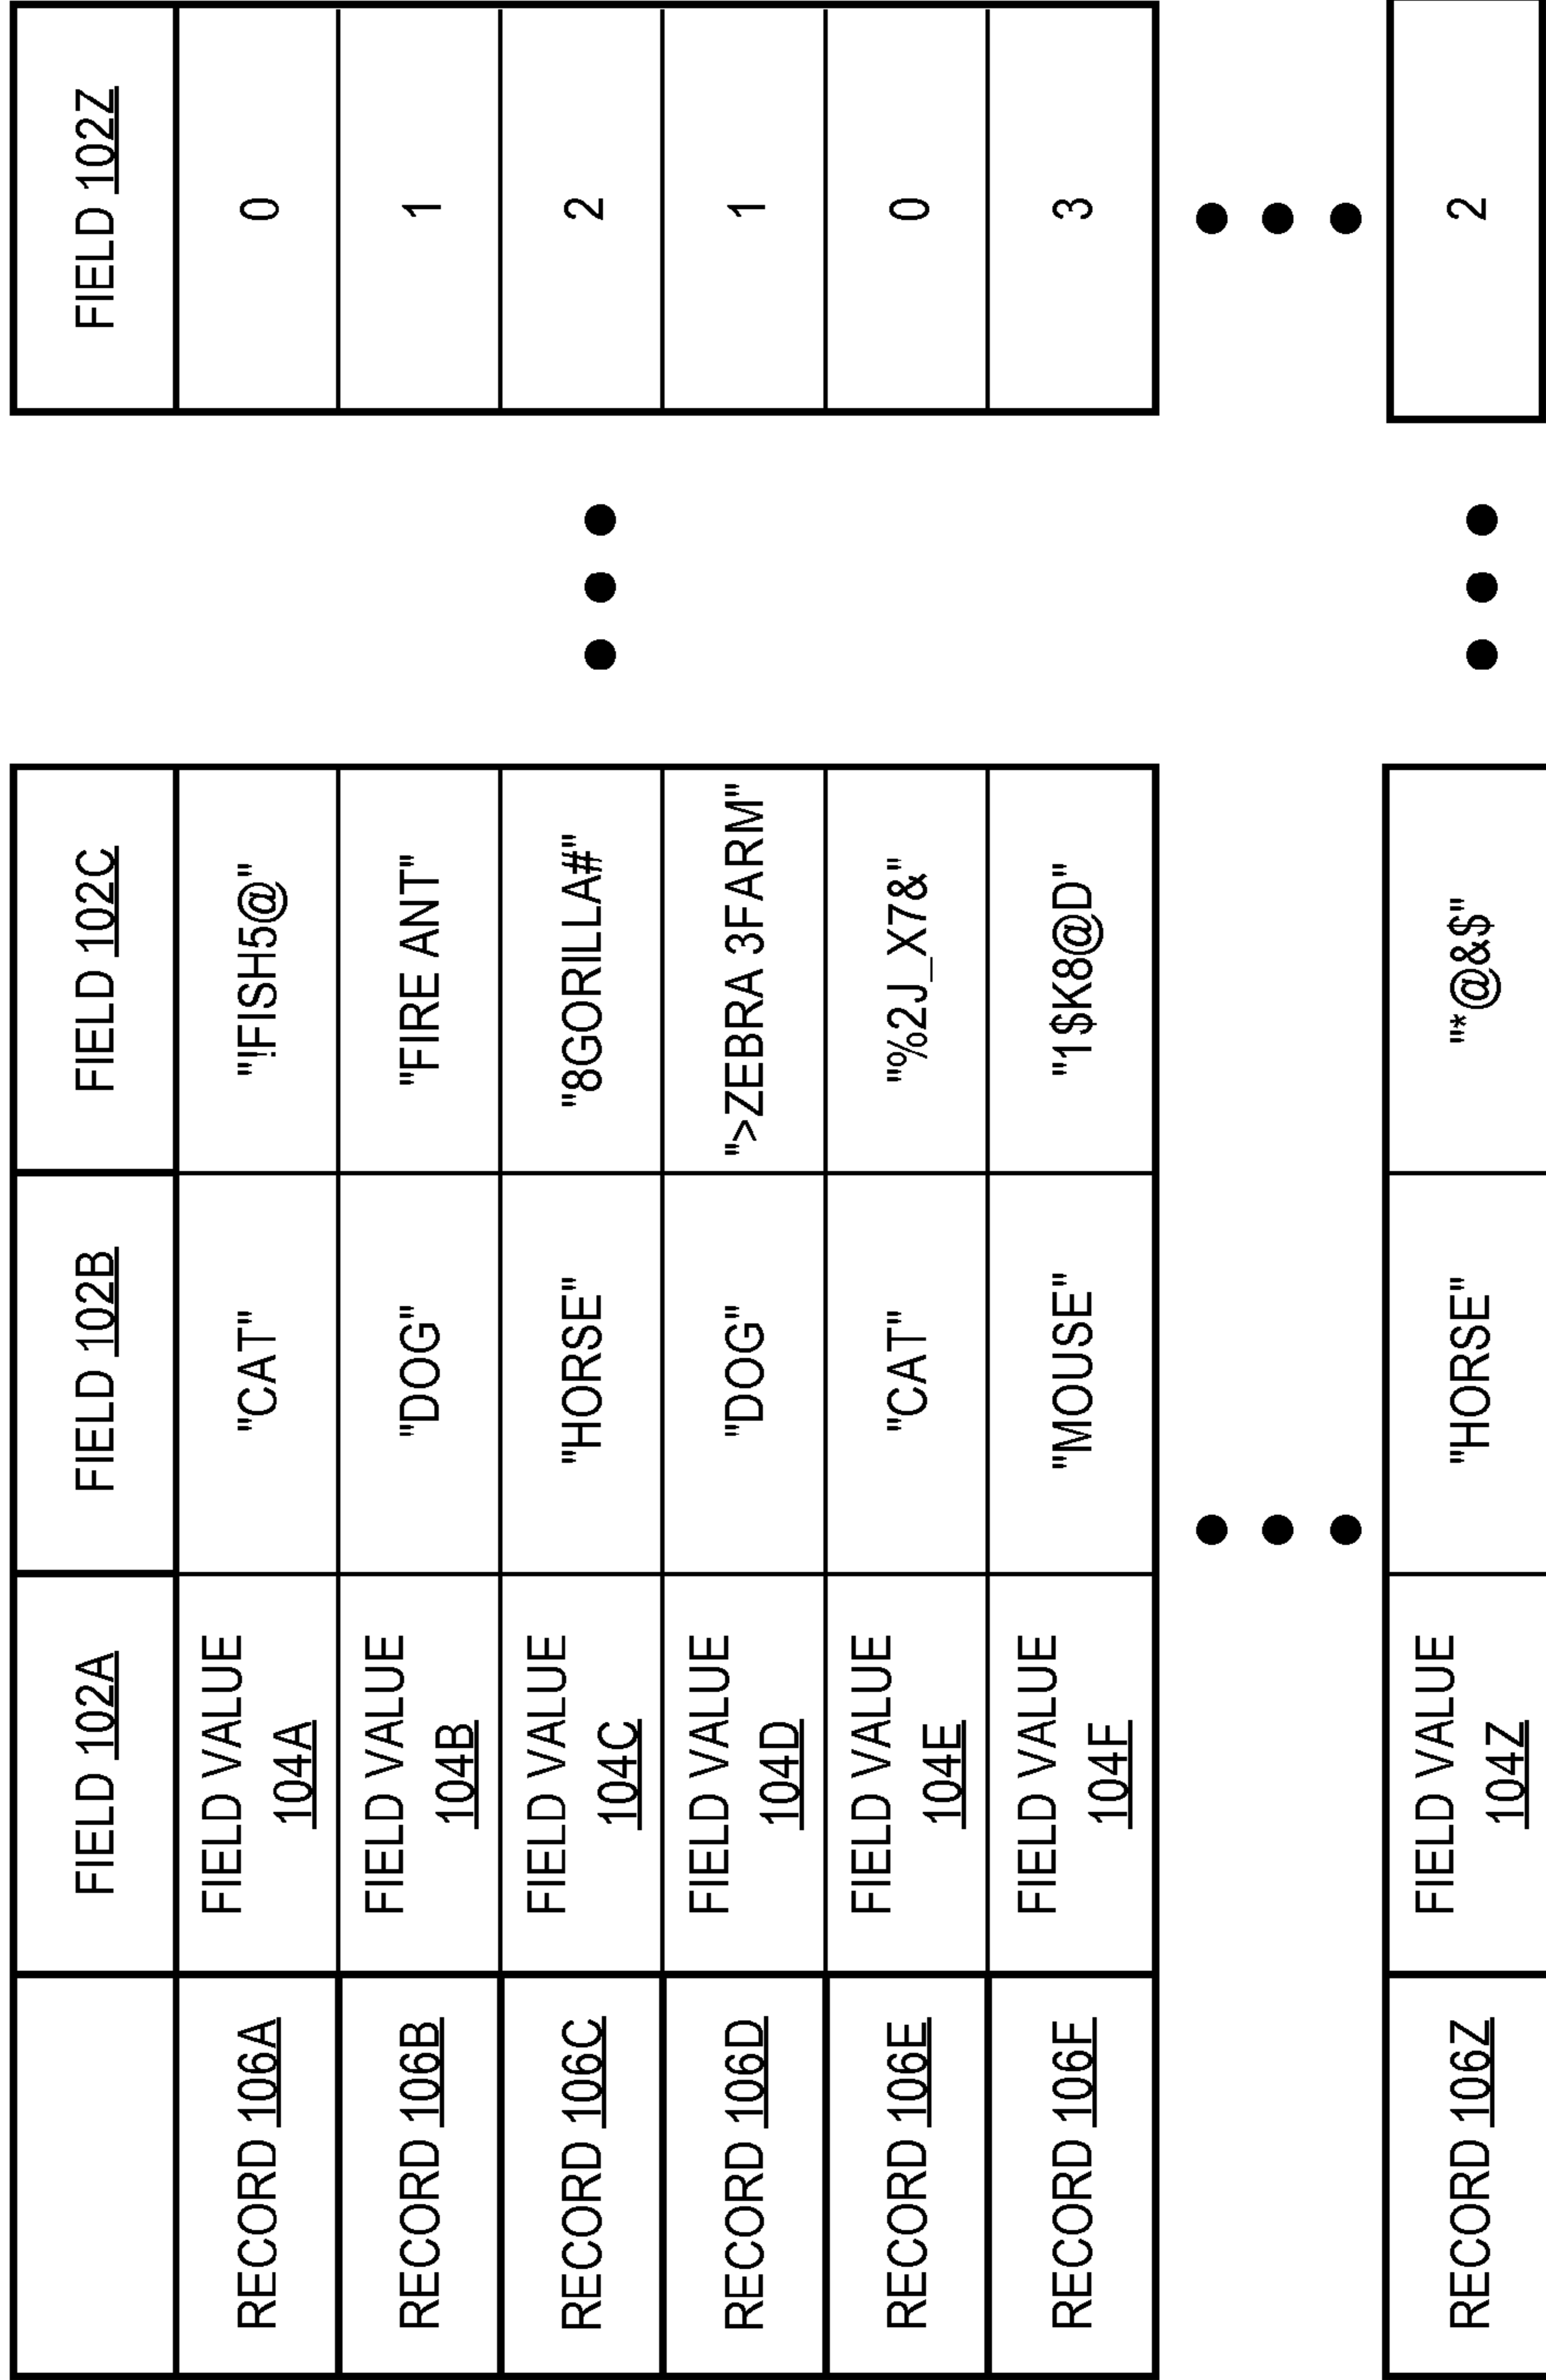 FIELD 102A
FIELD 102B
FIELD 102C
FIELD 102Z
RECORD 106A
FIELD VALUE
104A
"CAT"
"!FISH5@"
0
RECORD 106B
FIELD VALUE
104B
"DOG"
"FIRE ANT"
1
RECORD 106C
FIELD VALUE
104C
"HORSE"
"8GORILLA#"
2
RECORD 106D
FIELD VALUE
104D
"DOG"
">ZEBRA 3FARM"
1
RECORD 106E
FIELD VALUE
104E
"CAT"
"%2J_X7&"
0
RECORD 106F
FIELD VALUE
104F
"MOUSE"
"1$K8@D"
3
RECORD 106Z
FIELD VALUE
104Z
"HORSE"
"*@&$"
2